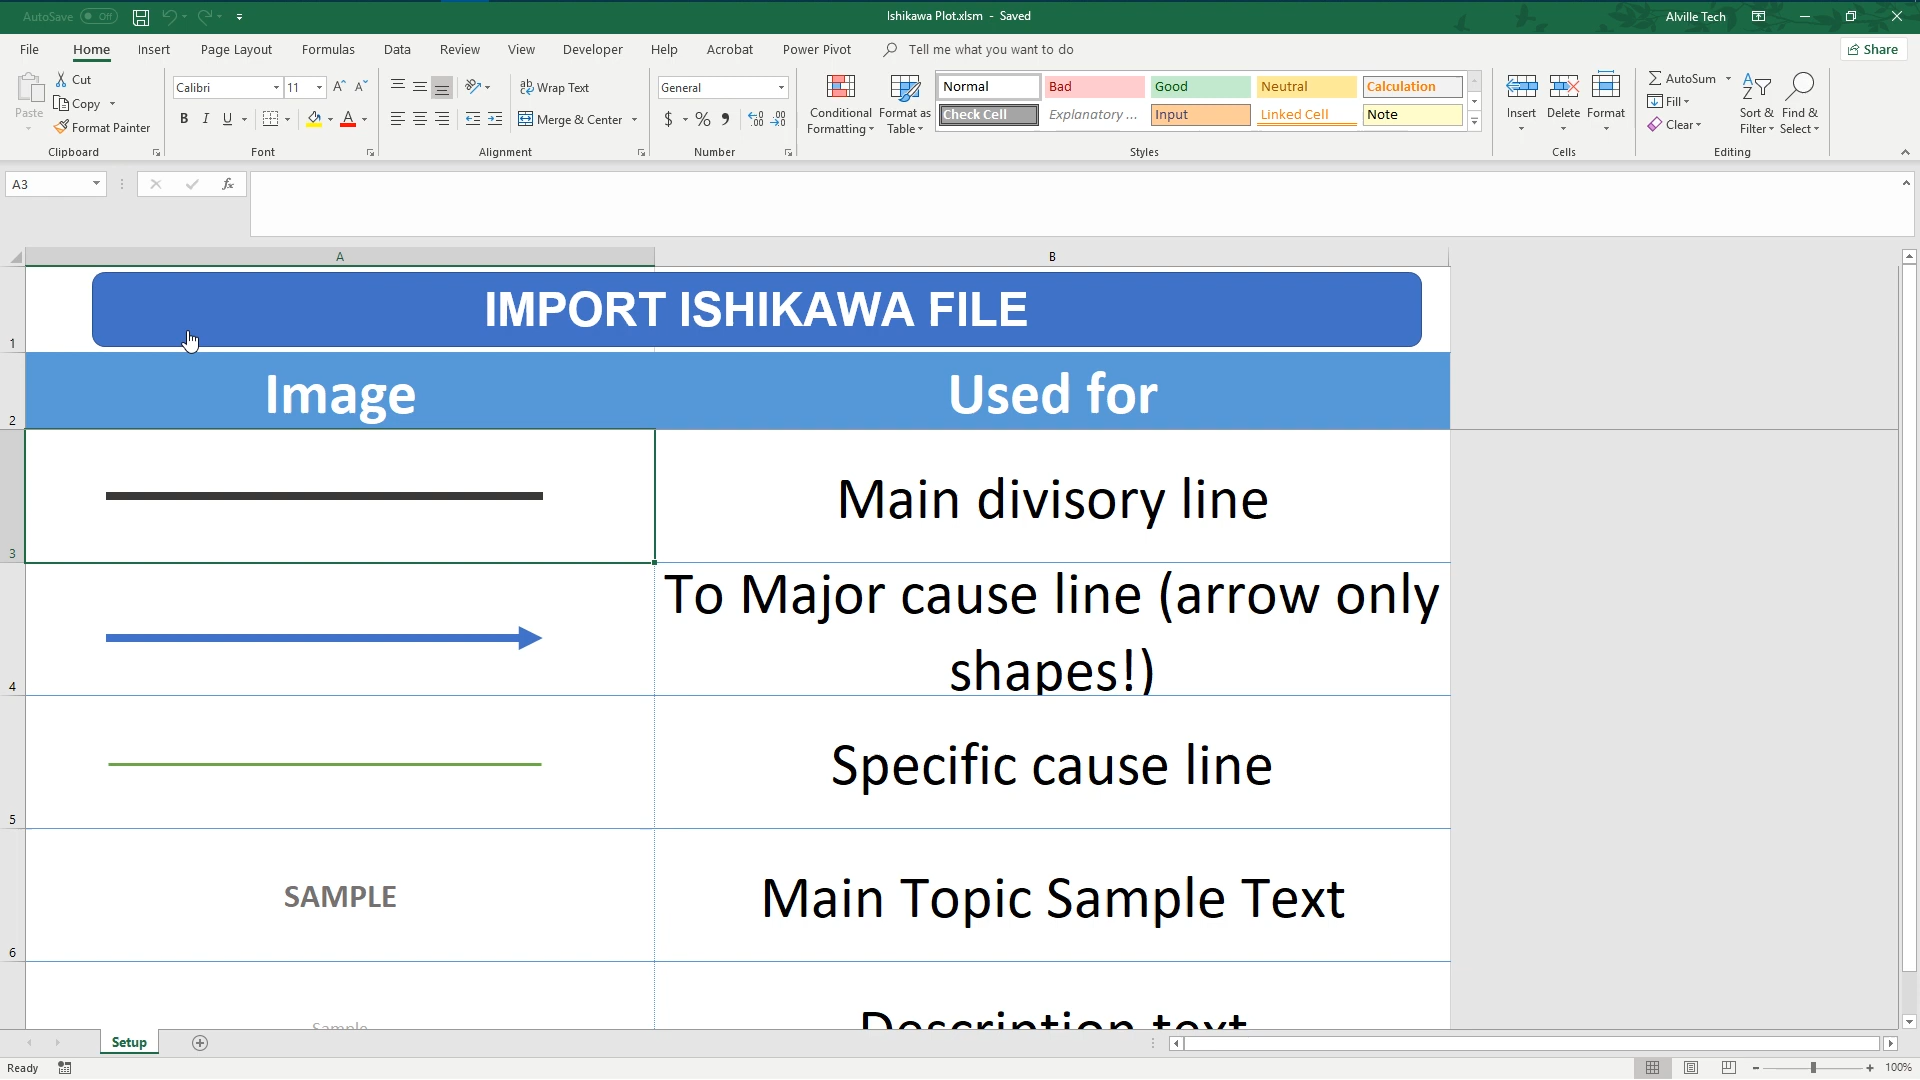 AutoSave Off Ishikawa Plot.xlsm - Saved Alville Tech
File Home Insert Page Layout Formulas Data Review View Developer Help Acrobat Power Pivot Tell me what you want to do Share
Paste Cut Copy Format Painter
Calibri 11
B I U A
ab Wrap Text
Merge & Center
General
$ % ,
Conditional Formatting
Format as Table
Normal Bad Good Neutral Calculation
Check Cell Explanatory ... Input Linked Cell Note
Insert Delete Format
AutoSum
Fill
Clear
Sort & Filter
Find & Select
Clipboard Font Alignment Number Styles Cells Editing
A3 fx
A B
1 IMPORT ISHIKAWA FILE
2 Image Used for
3 Main divisory line
4 To Major cause line (arrow only
shapes!)
5 Specific cause line
6 SAMPLE Main Topic Sample Text
Sample Description text
Setup
Ready 100%